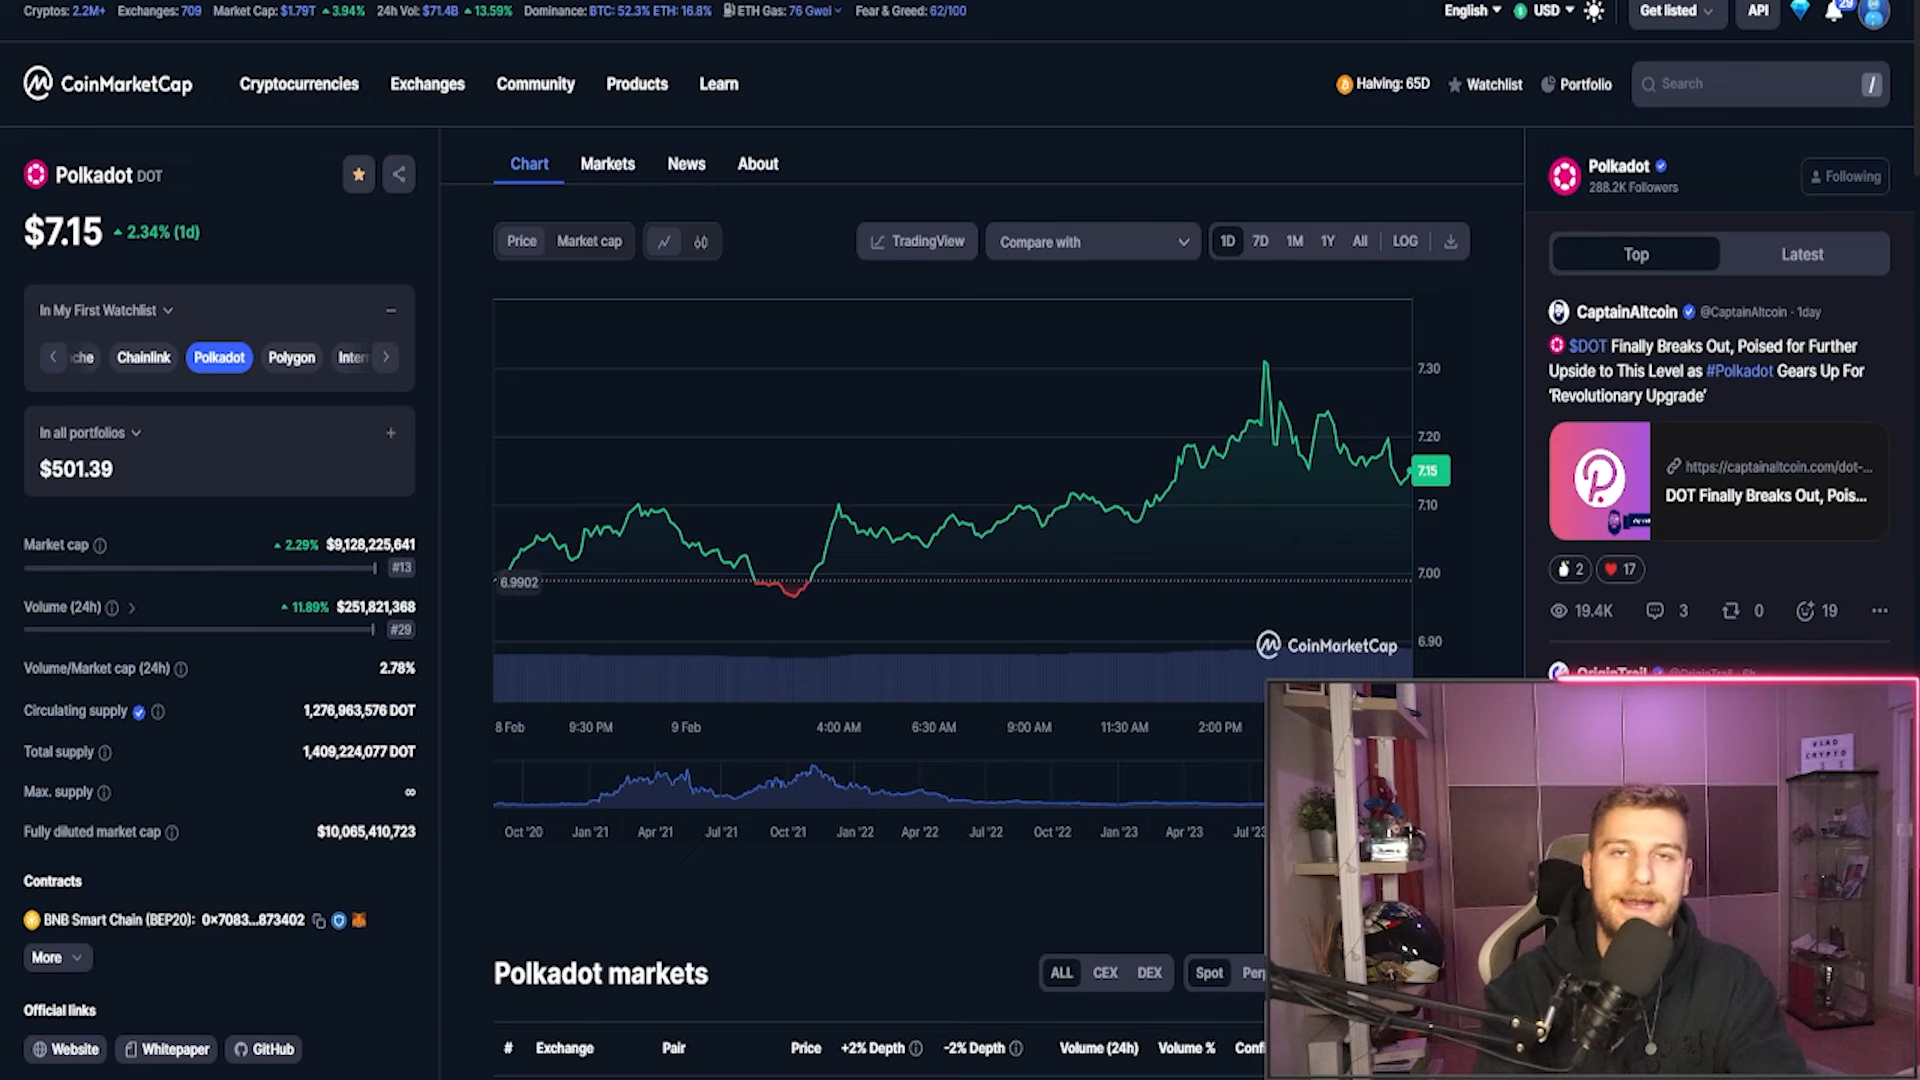 Cryptos: 2.2M+ Exchanges: 709 Market Cap: $1.79T 3.94% 24h Vol: $71.4B 13.59% Dominance: BTC: 52.3% ETH: 16.8% ETH Gas: 76 Gwei Fear & Greed: 62/100
English USD Get listed API 29
CoinMarketCap Cryptocurrencies Exchanges Community Products Learn
Halving: 65D Watchlist Portfolio Search /
Polkadot DOT
$7.15 2.34% (1d)
In My First Watchlist
che Chainlink Polkadot Polygon Inter
In all portfolios +
$501.39
Market cap 2.29% $9,128,225,641
#13
Volume (24h) 11.89% $251,821,368
#29
Volume/Market cap (24h) 2.78%
Circulating supply 1,276,963,576 DOT
Total supply 1,409,224,077 DOT
Max. supply ∞
Fully diluted market cap $10,065,410,723
Contracts
BNB Smart Chain (BEP20): 0x7083...873402
More
Official links
Website Whitepaper GitHub
Chart Markets News About
Price Market cap TradingView Compare with 1D 7D 1M 1Y All LOG
7.30
7.20
7.15
7.10
7.00
6.9902
6.90
CoinMarketCap
8 Feb 9:30 PM 9 Feb 4:00 AM 6:30 AM 9:00 AM 11:30 AM 2:00 PM
Oct '20 Jan '21 Apr '21 Jul '21 Oct '21 Jan '22 Apr '22 Jul '22 Oct '22 Jan '23 Apr '23 Jul '23
Polkadot markets ALL CEX DEX Spot Perp
# Exchange Pair Price +2% Depth -2% Depth Volume (24h) Volume % Confi
Polkadot
288.2K Followers
Following
Top Latest
CaptainAltcoin @CaptainAltcoin - 1day
$DOT Finally Breaks Out, Poised for Further
Upside to This Level as #Polkadot Gears Up For
'Revolutionary Upgrade'
https://captainaltcoin.com/dot-...
DOT Finally Breaks Out, Pois...
2 17
19.4K 3 0 19 ...
OriginTrail @OriginTrail - 6h
VLAD
CRYPTO